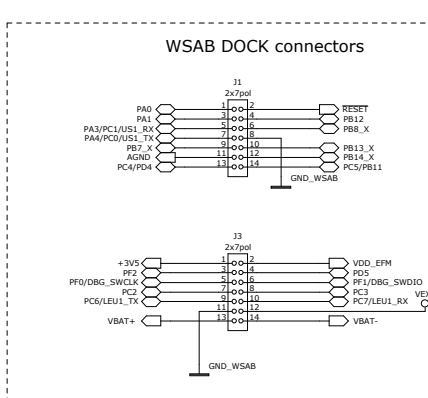 WSAB DOCK connectors
J1
2x7pol
PA0 1 2 RESET
PA1 3 4 PB12
PA3/PC1/US1_RX 5 6 PB8_X
PA4/PC0/US1_TX 7 8
PB7_X 9 10 PB13_X
AGND 11 12 PB14_X
PC4/PD4 13 14 PC5/PB11
GND_WSAB
J3
2x7pol
+3V5 1 2 VDD_EFM
PF2 3 4 PD5
PF0/DBG_SWCLK 5 6 PF1/DBG_SWDIO
PC2 7 8 PC3
PC6/LEU1_TX 9 10 PC7/LEU1_RX
11 12
VBAT+ 13 14 VBAT-
GND_WSAB